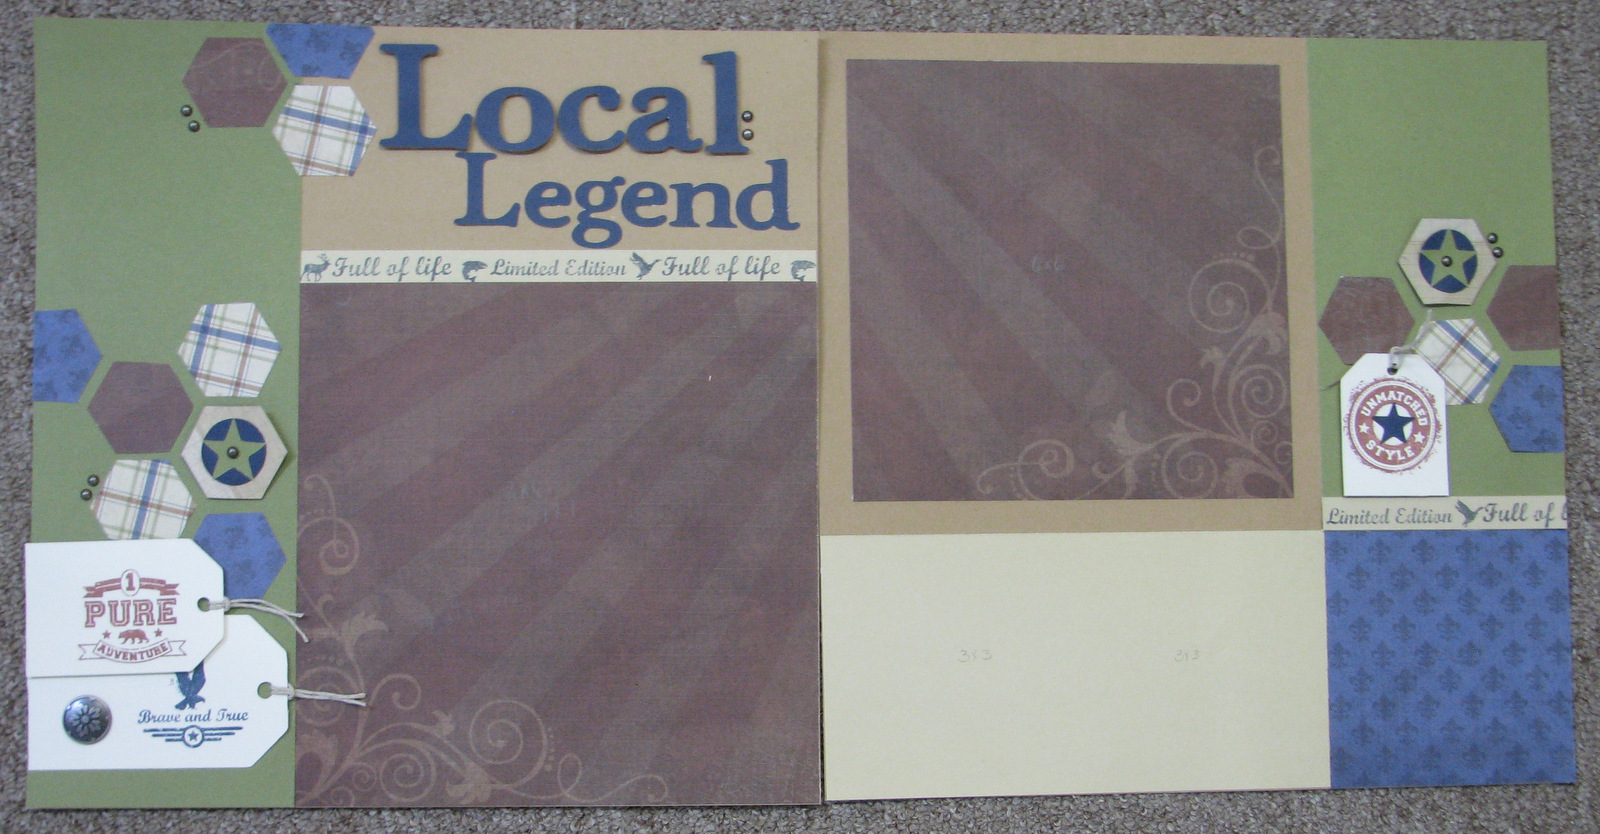 Local
Legend
Full of life Limited Edition Full of life
1
PURE
ADVENTURE
Brave and True
6x6
UNMATCHED
STYLE
Limited Edition Full of
3x3 3x3